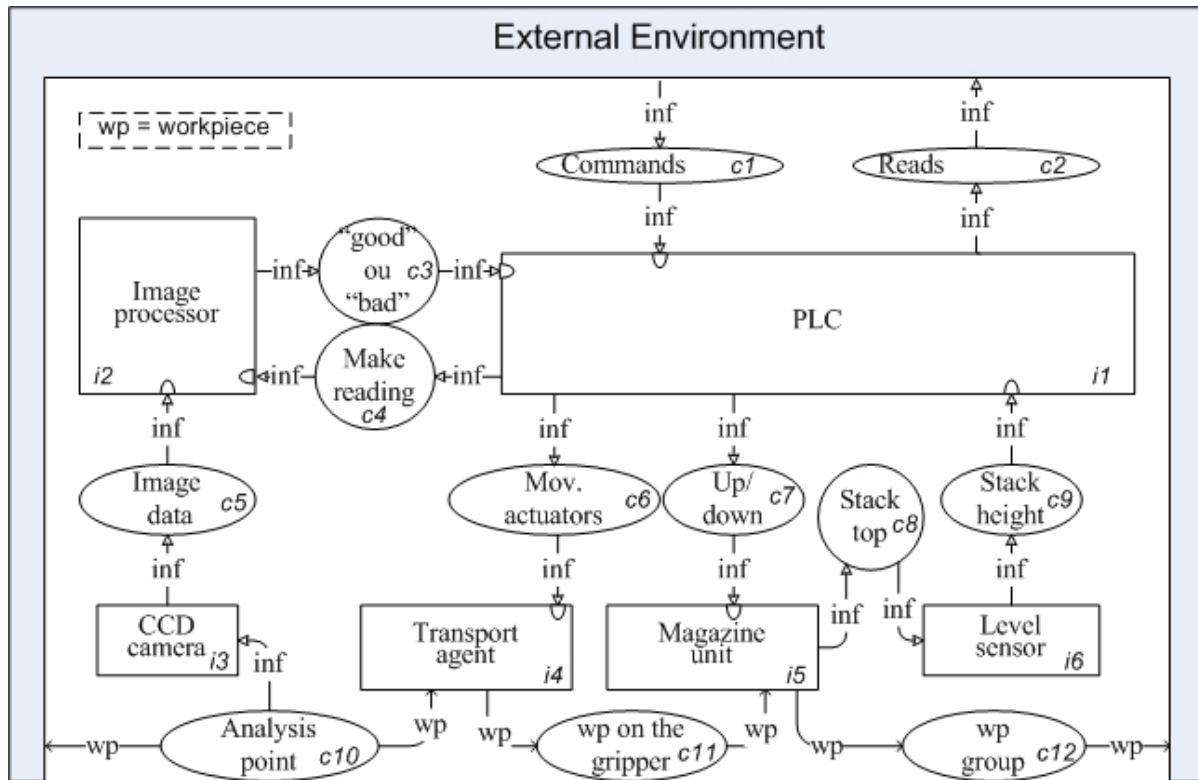 External Environment
wp = workpiece
inf
inf
Commands c1
Reads c2
inf
inf
Image
processor
i2
inf
"good"
ou
"bad"
c3
inf
PLC
i1
inf
Make
reading
c4
inf
inf
inf
inf
inf
Image
data
c5
Mov.
actuators
c6
Up/
down
c7
Stack
top
c8
Stack
height
c9
inf
inf
inf
inf
inf
inf
CCD
camera
i3
Transport
agent
i4
Magazine
unit
i5
Level
sensor
i6
inf
wp
Analysis
point
c10
wp
wp
wp on the
gripper
c11
wp
wp
wp
group
c12
wp